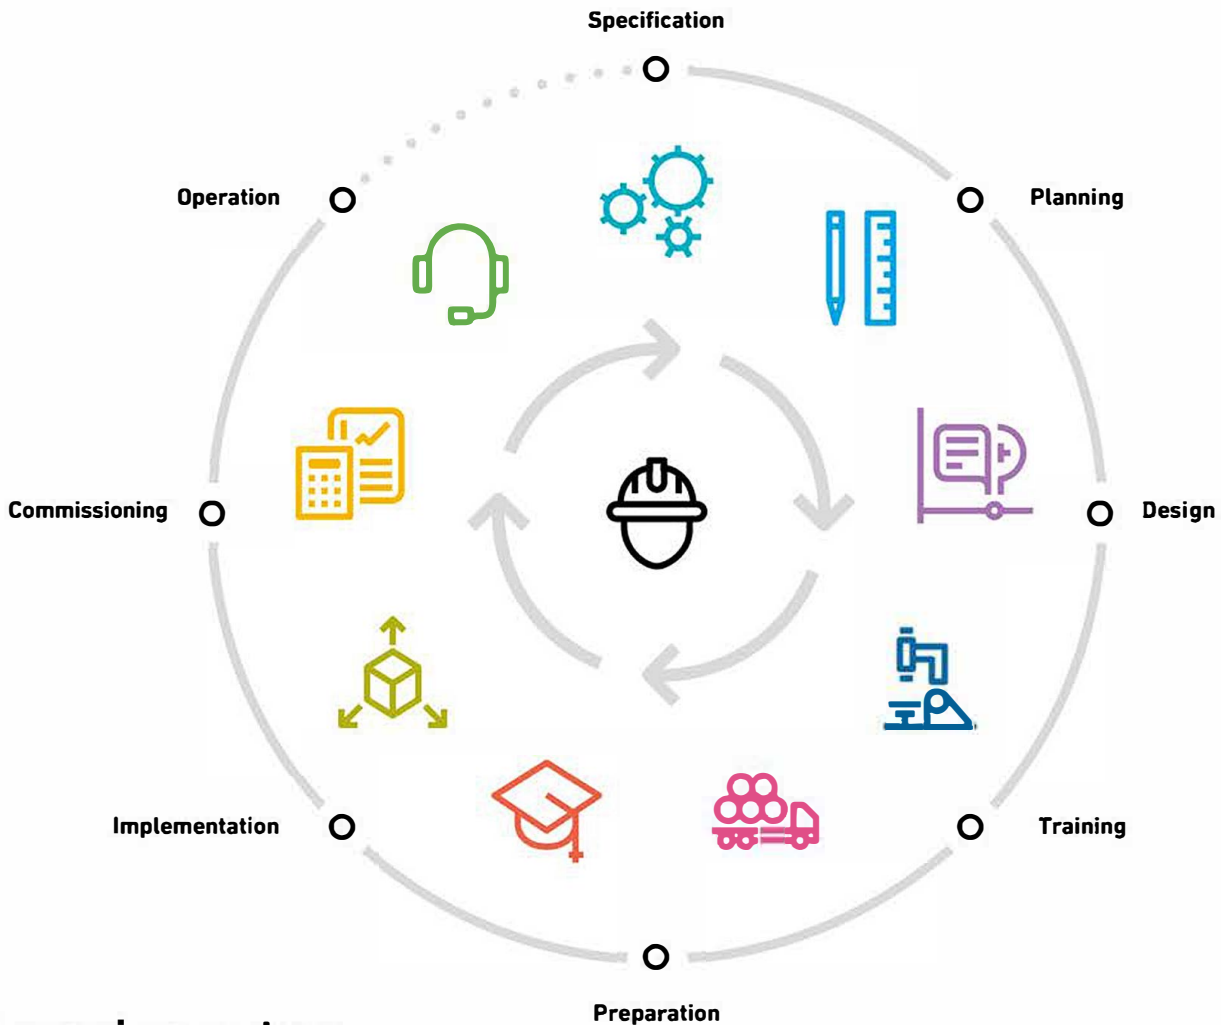 Specification
Operation
Planning
Commissioning
Design
Implementation
Training
Preparation